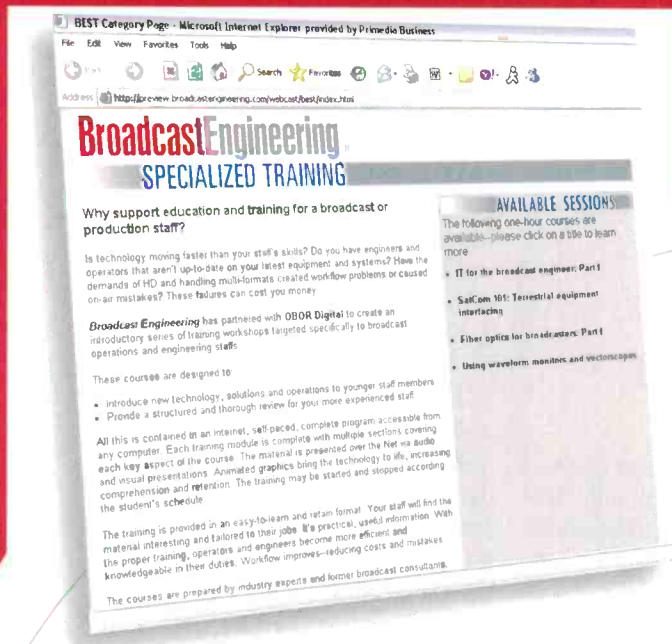 BEST Category Page - Microsoft Internet Explorer provided by Primedia Business
File Edit View Favorites Tools Help
Search Favorites
Address http://preview.broadcastengineering.com/webcast/best/index.html
BroadcastEngineering
SPECIALIZED TRAINING
Why support education and training for a broadcast or
production staff?
Is technology moving faster than your staff's skills? Do you have engineers and
operators that aren't up-to-date on your latest equipment and systems? Have the
demands of HD and handling multi-formats created workflow problems or caused
on-air mistakes? These failures can cost you money.
Broadcast Engineering has partnered with OBOR Digital to create an
introductory series of training workshops targeted specifically to broadcast
operations and engineering staffs
These courses are designed to:
• introduce new technology, solutions and operations to younger staff members
• Provide a structured and thorough review for your more experienced staff
All this is contained in an internet, self-paced, complete program accessible from
any computer. Each training module is complete with multiple sections covering
each key aspect of the course. The material is presented over the Net via audio
and visual presentations. Animated graphics bring the technology to life, increasing
comprehension and retention. The training may be started and stopped according
the student's schedule.
The training is provided in an easy-to-learn and retain format. Your staff will find the
material interesting and tailored to their jobs. It's practical, useful information. With
the proper training, operators and engineers become more efficient and
knowledgeable in their duties. Workflow improves--reducing costs and mistakes
The courses are prepared by industry experts and former broadcast consultants.
AVAILABLE SESSIONS
The following one-hour courses are
available--please click on a title to learn
more
• IT for the broadcast engineer: Part I
• SatCom 101: Terrestrial equipment
interfacing
• Fiber optics for broadcasters: Part I
• Using waveform monitors and vectorscopes